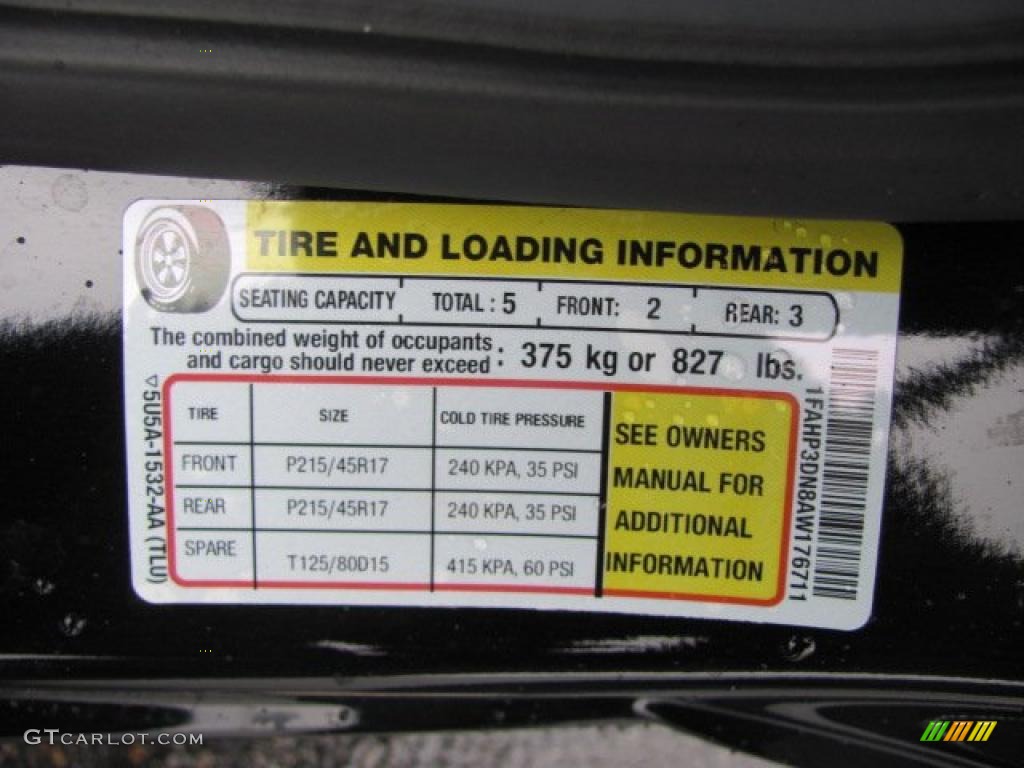 TIRE AND LOADING INFORMATION
SEATING CAPACITY TOTAL: 5 FRONT: 2 REAR: 3
The combined weight of occupants
and cargo should never exceed : 375 kg or 827 lbs.
TIRE SIZE COLD TIRE PRESSURE
FRONT P215/45R17 240 KPA, 35 PSI
REAR P215/45R17 240 KPA, 35 PSI
SPARE T125/80D15 415 KPA, 60 PSI
SEE OWNERS
MANUAL FOR
ADDITIONAL
INFORMATION
5U5A-1532-AA (TLU)
1FAHP3DN8AW176711
GTCARLOT.COM